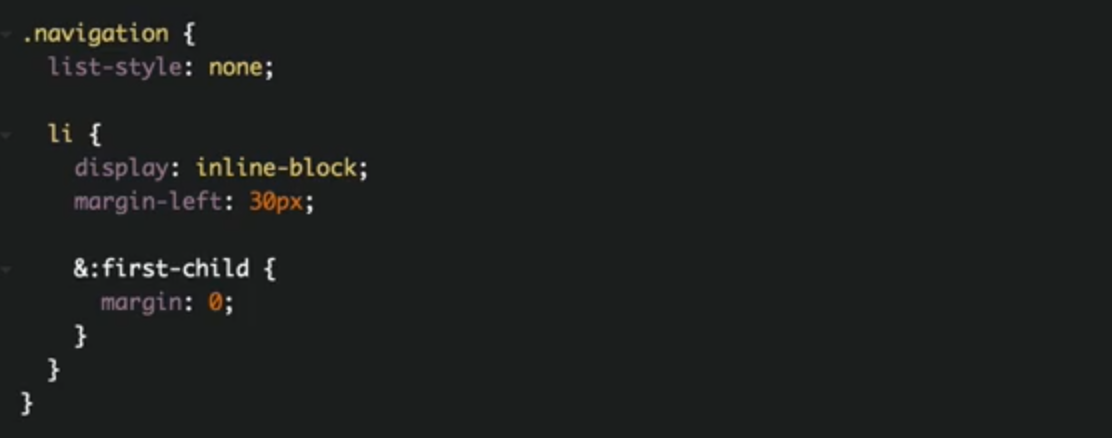 .navigation {
list-style: none;
li {
display: inline-block;
margin-left: 30px;
&:first-child {
margin: 0;
}
}
}